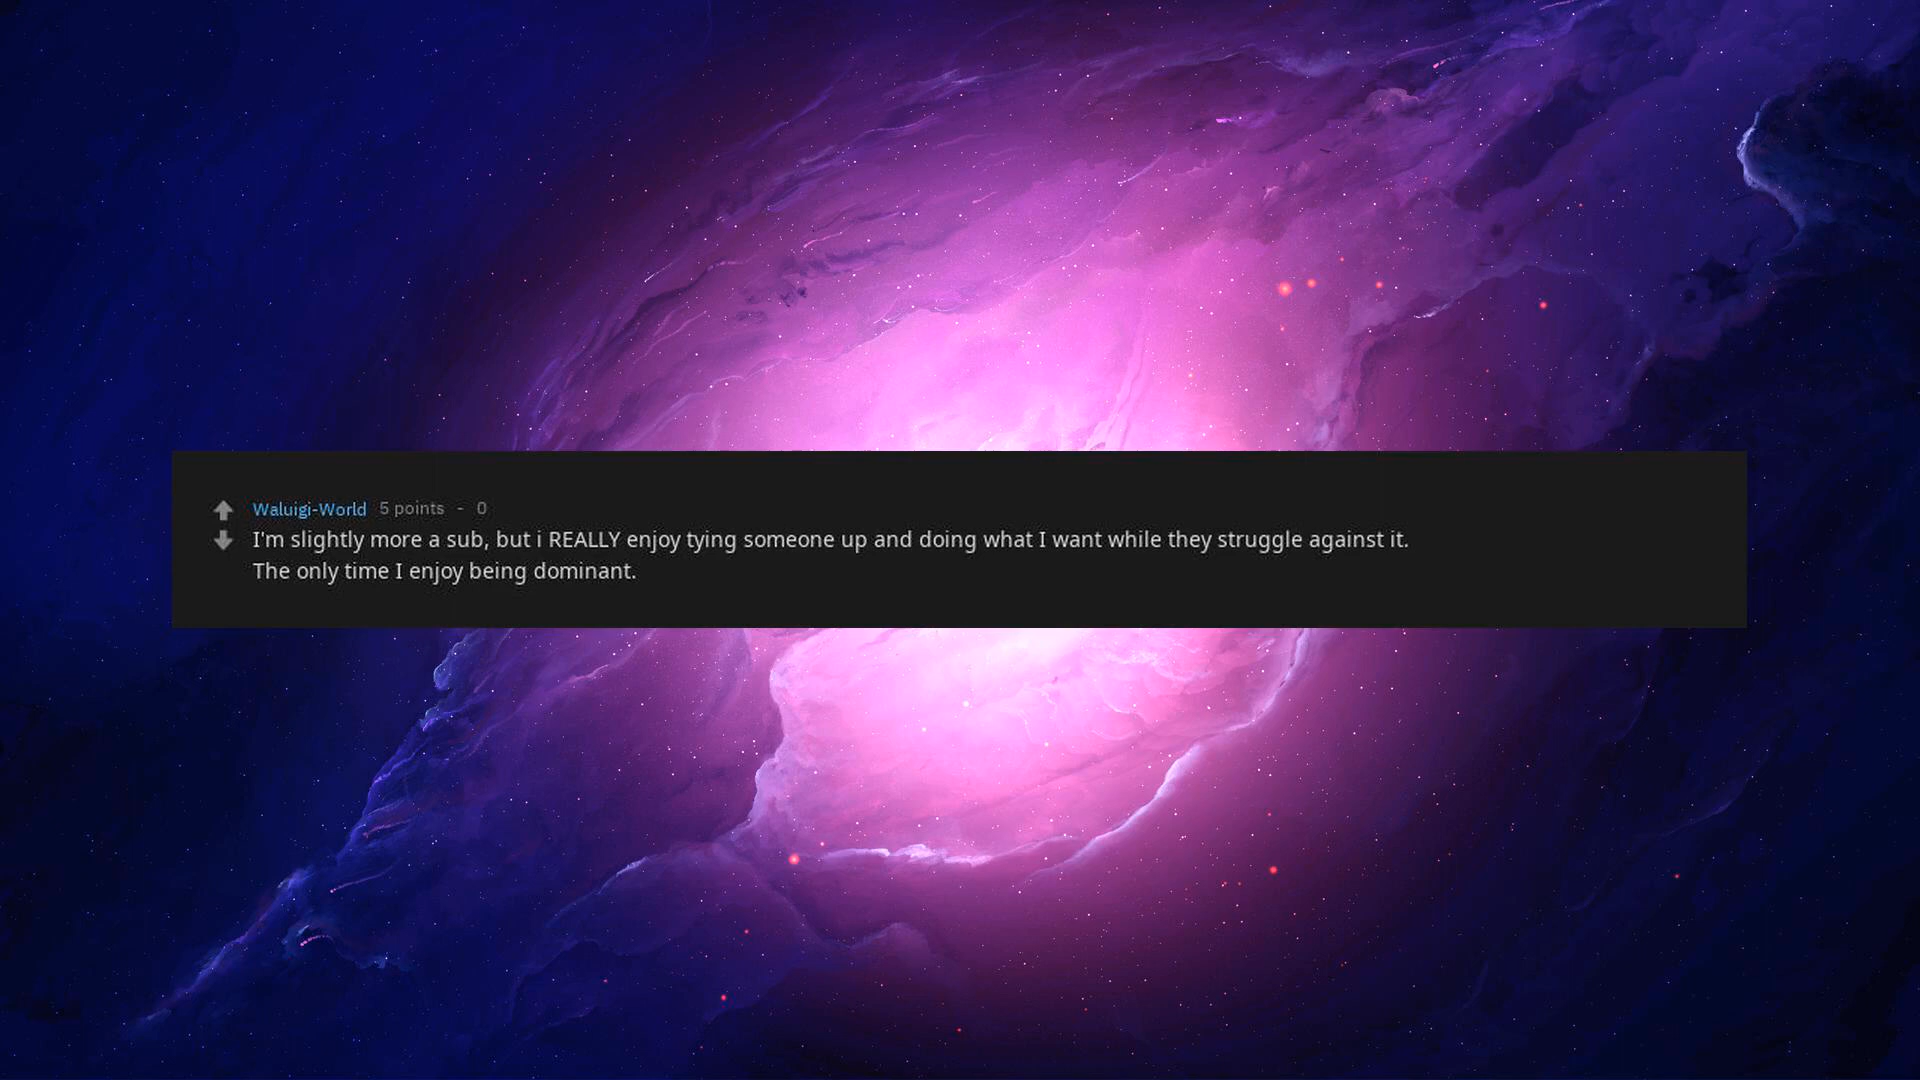 Waluigi-World 5 points - 0
I'm slightly more a sub, but i REALLY enjoy tying someone up and doing what I want while they struggle against it.
The only time I enjoy being dominant.